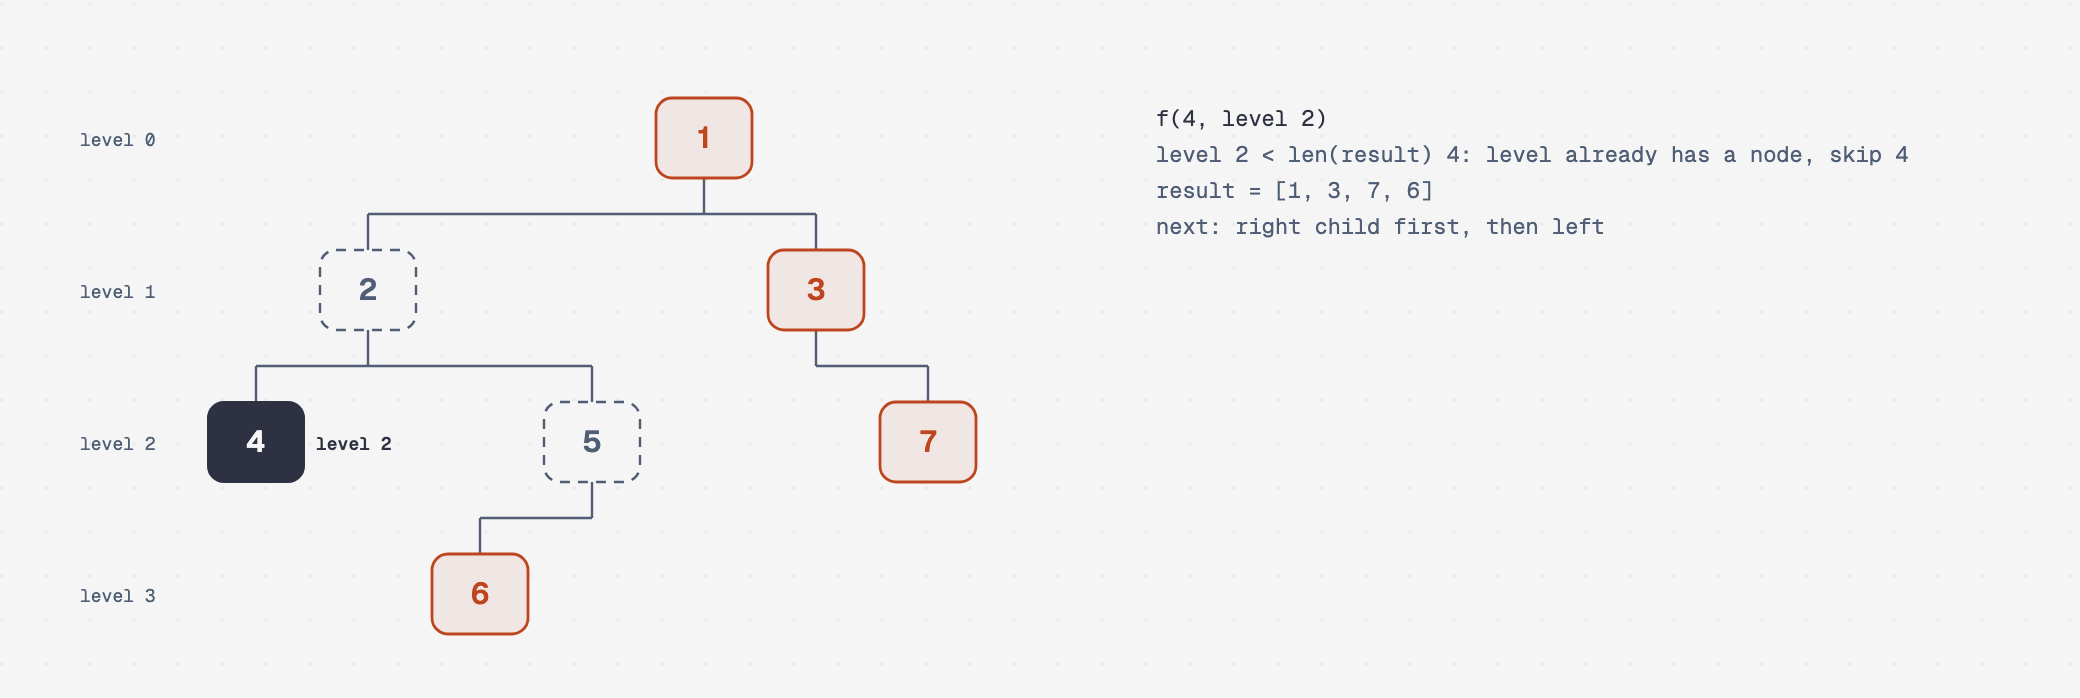 level 0
1
f(4, level 2)
level 2 < len(result) 4: level already has a node, skip 4
result = [1, 3, 7, 6]
next: right child first, then left
level 1
2
3
level 2
4
level 2
5
7
level 3
6